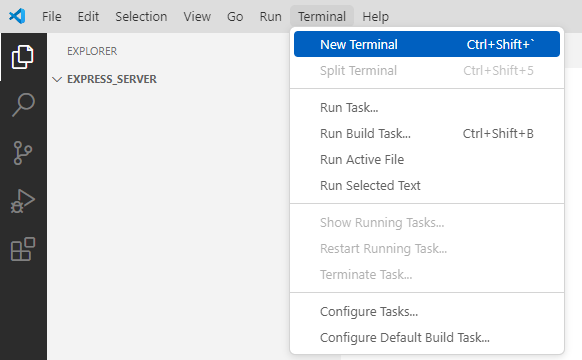 File Edit Selection View Go Run Terminal Help
EXPLORER
EXPRESS_SERVER
New Terminal Ctrl+Shift+`
Split Terminal Ctrl+Shift+5
Run Task...
Run Build Task... Ctrl+Shift+B
Run Active File
Run Selected Text
Show Running Tasks...
Restart Running Task...
Terminate Task...
Configure Tasks...
Configure Default Build Task...